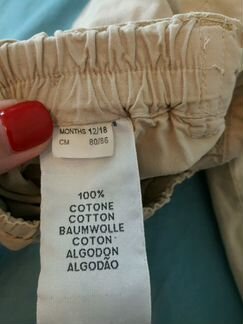 MONTHS 12/18
CM 80/86
100%
COTONE
COTTON
BAUMWOLLE
COTON
ALGODON
ALGODÃO